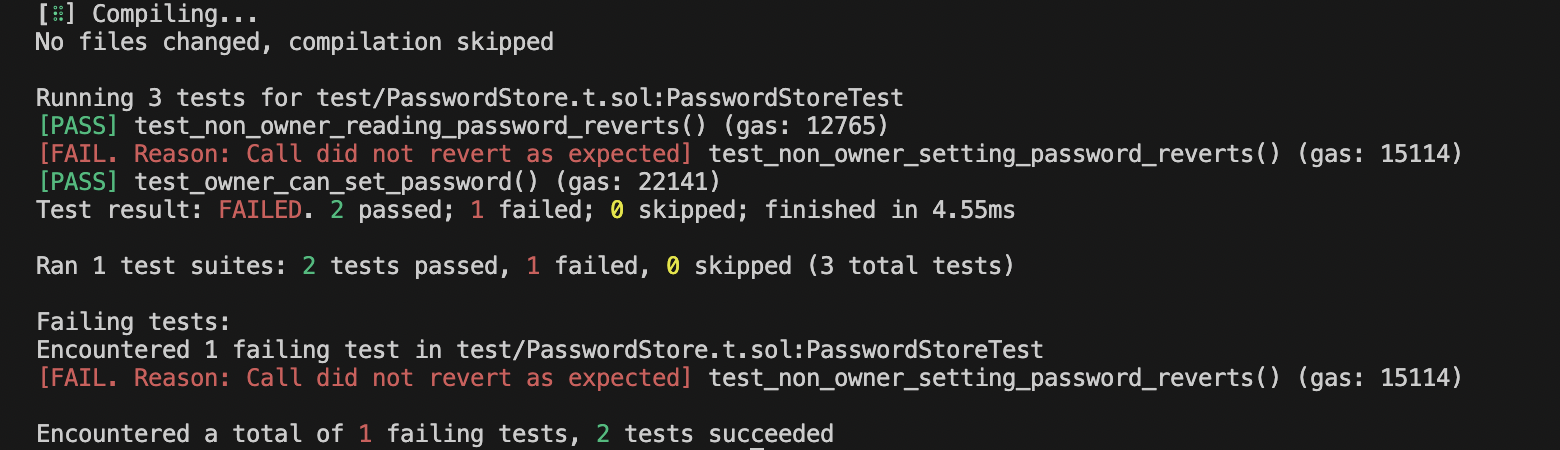 [⠿] Compiling...
No files changed, compilation skipped
Running 3 tests for test/PasswordStore.t.sol:PasswordStoreTest
[PASS] test_non_owner_reading_password_reverts() (gas: 12765)
[FAIL. Reason: Call did not revert as expected] test_non_owner_setting_password_reverts() (gas: 15114)
[PASS] test_owner_can_set_password() (gas: 22141)
Test result: FAILED. 2 passed; 1 failed; 0 skipped; finished in 4.55ms
Ran 1 test suites: 2 tests passed, 1 failed, 0 skipped (3 total tests)
Failing tests:
Encountered 1 failing test in test/PasswordStore.t.sol:PasswordStoreTest
[FAIL. Reason: Call did not revert as expected] test_non_owner_setting_password_reverts() (gas: 15114)
Encountered a total of 1 failing tests, 2 tests succeeded